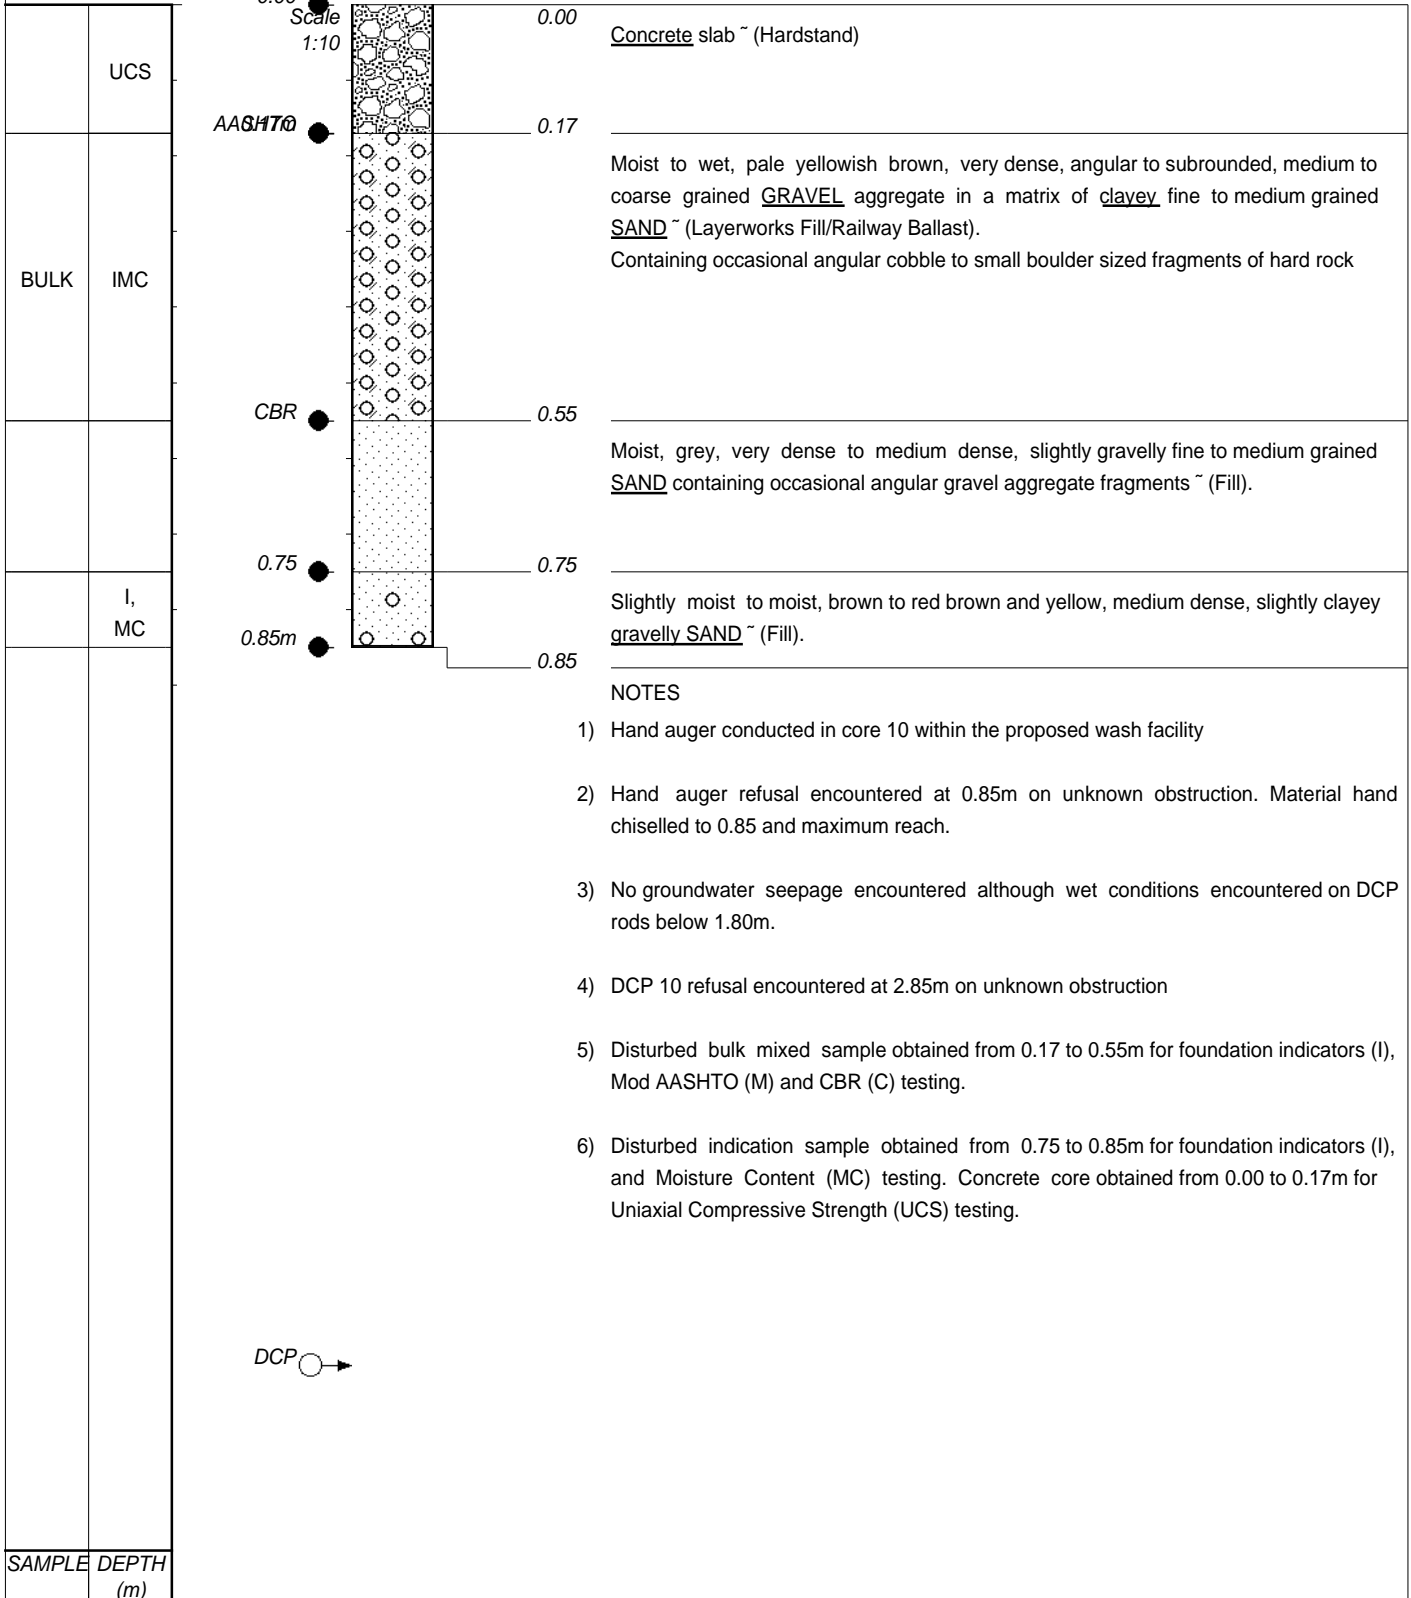 Scale
1:10
0.00
Concrete slab ˜ (Hardstand)
UCS
0.17m
0.17
Moist to wet, pale yellowish brown, very dense, angular to subrounded, medium to
coarse grained GRAVEL aggregate in a matrix of clayey fine to medium grained
SAND ˜ (Layerworks Fill/Railway Ballast).
Containing occasional angular cobble to small boulder sized fragments of hard rock
BULK IMC
CBR
0.55
Moist, grey, very dense to medium dense, slightly gravelly fine to medium grained
SAND containing occasional angular gravel aggregate fragments ˜ (Fill).
0.75
0.75
I,
MC
Slightly moist to moist, brown to red brown and yellow, medium dense, slightly clayey
gravelly SAND ˜ (Fill).
0.85m
0.85
NOTES
1) Hand auger conducted in core 10 within the proposed wash facility
2) Hand auger refusal encountered at 0.85m on unknown obstruction. Material hand
chiselled to 0.85 and maximum reach.
3) No groundwater seepage encountered although wet conditions encountered on DCP
rods below 1.80m.
4) DCP 10 refusal encountered at 2.85m on unknown obstruction
5) Disturbed bulk mixed sample obtained from 0.17 to 0.55m for foundation indicators (I),
Mod AASHTO (M) and CBR (C) testing.
6) Disturbed indication sample obtained from 0.75 to 0.85m for foundation indicators (I),
and Moisture Content (MC) testing. Concrete core obtained from 0.00 to 0.17m for
Uniaxial Compressive Strength (UCS) testing.
DCP
SAMPLE DEPTH
(m)